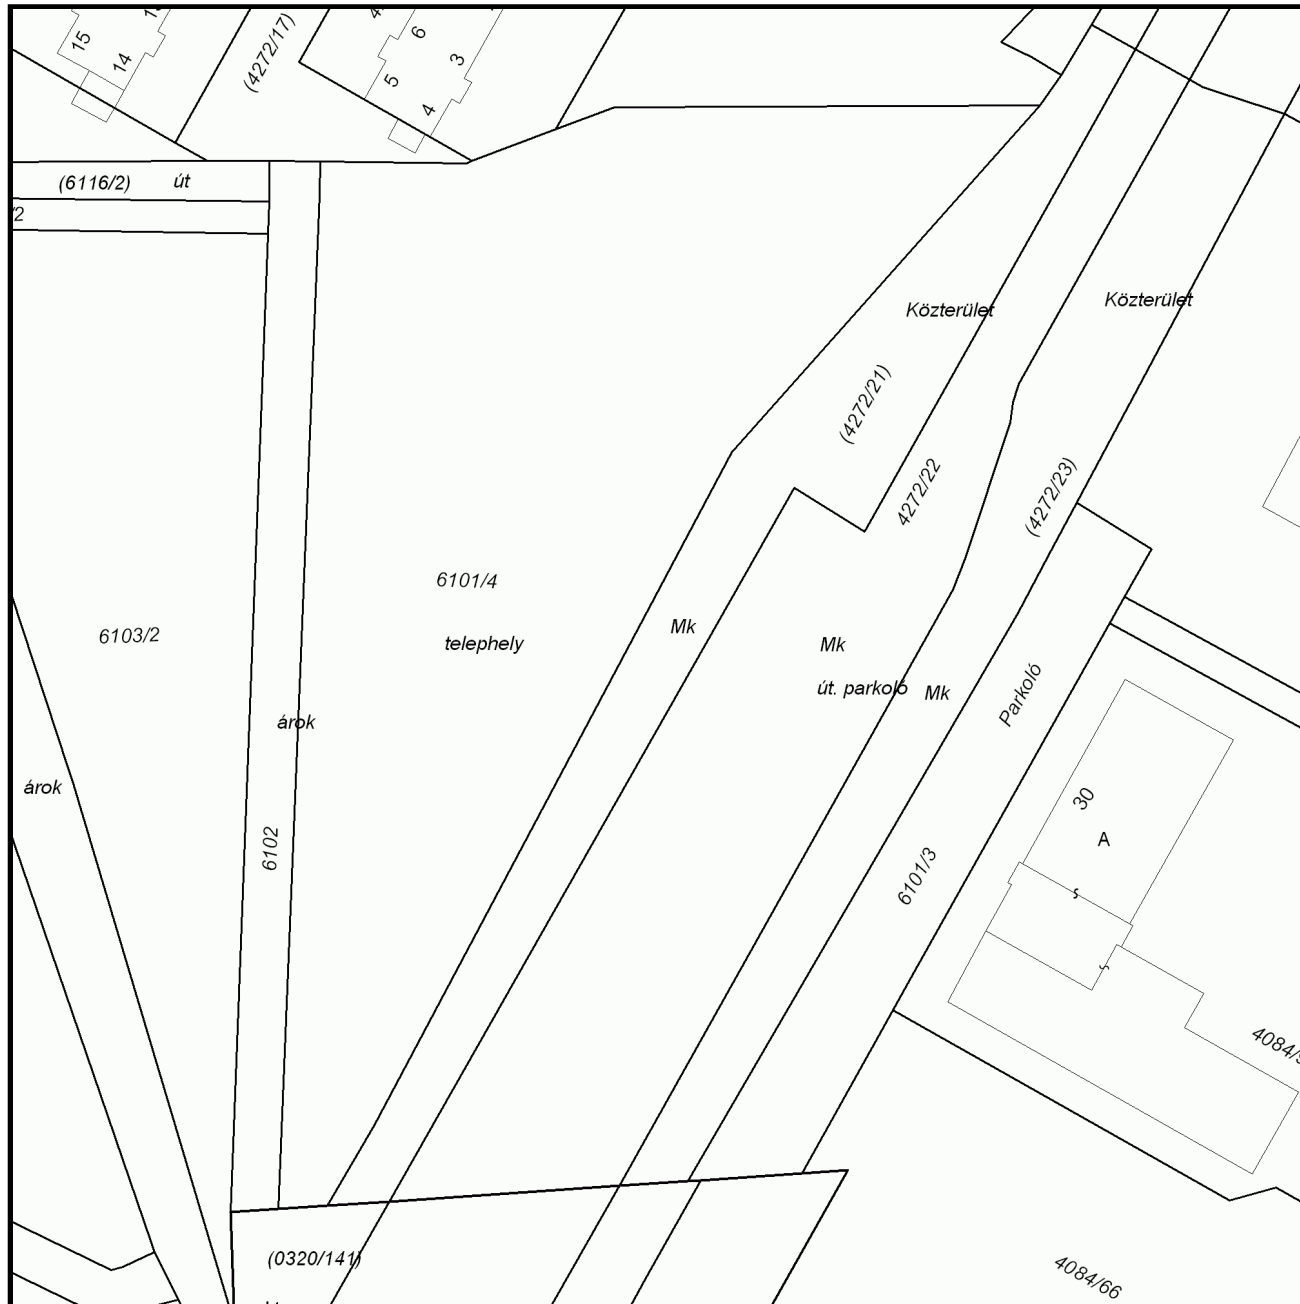 15
14
(4272/17)
6
5
3
4
(6116/2) út
/2
Közterület
Közterület
(4272/21)
4272/22
(4272/23)
6101/4
telephely
6103/2
Mk
Mk
út. parkoló
Mk
Parkoló
árok
árok
6102
30
A
6101/3
4084/
(0320/141)
4084/66